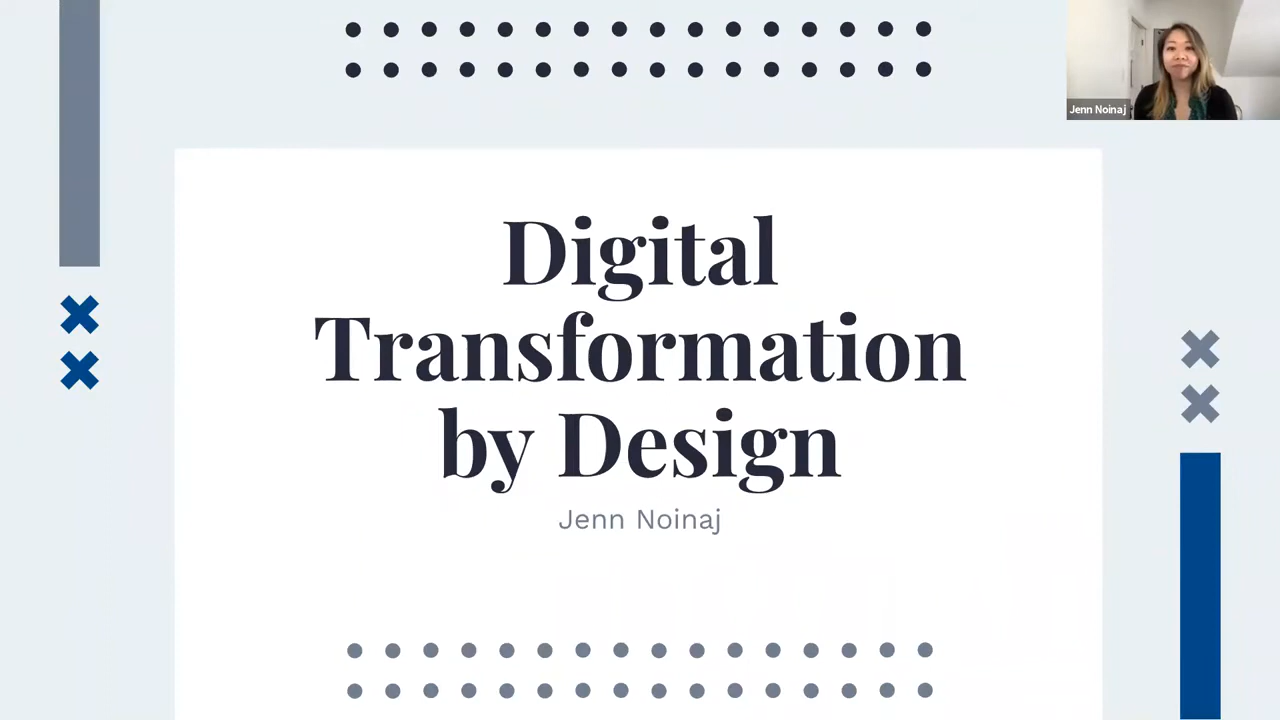 Jenn Noinaj
Digital
Transformation
by Design
Jenn Noinaj